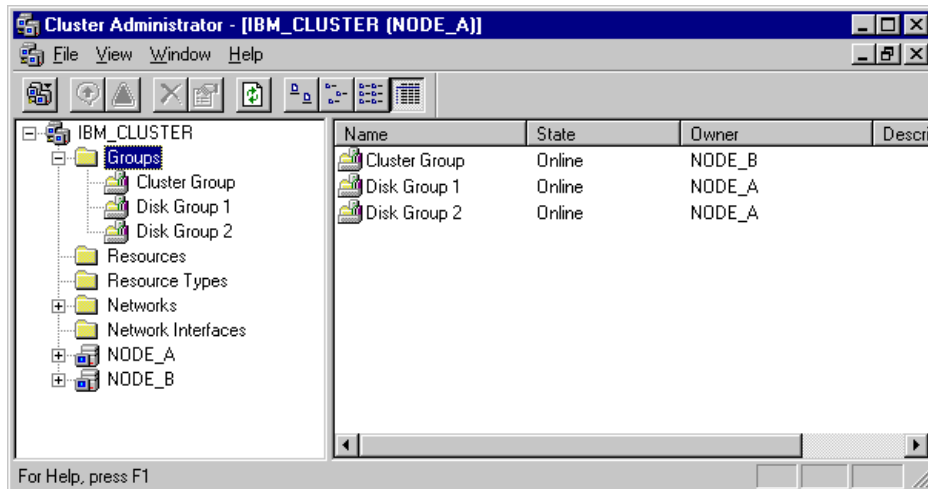 Cluster Administrator - [IBM_CLUSTER (NODE_A)]
File View Window Help
IBM_CLUSTER
Groups
Cluster Group
Disk Group 1
Disk Group 2
Resources
Resource Types
Networks
Network Interfaces
NODE_A
NODE_B
Name State Owner Descri
Cluster Group Online NODE_B
Disk Group 1 Online NODE_A
Disk Group 2 Online NODE_A
For Help, press F1